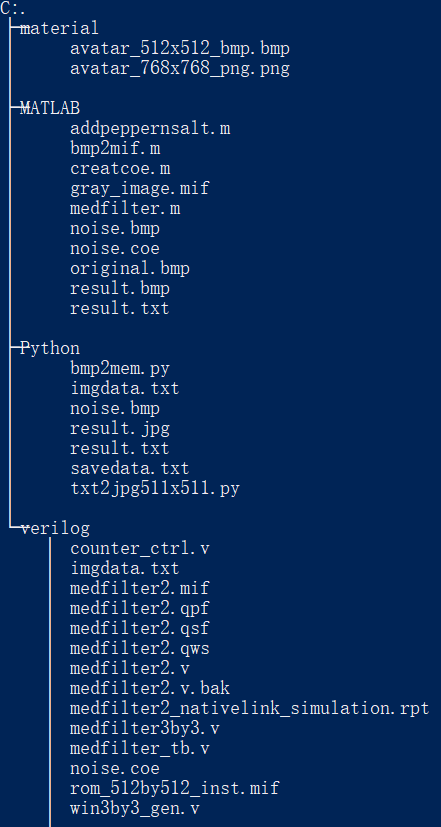 C:.
material
avatar_512x512_bmp.bmp
avatar_768x768_png.png
MATLAB
addpeppernsalt.m
bmp2mif.m
creatcoe.m
gray_image.mif
medfilter.m
noise.bmp
noise.coe
original.bmp
result.bmp
result.txt
Python
bmp2mem.py
imgdata.txt
noise.bmp
result.jpg
result.txt
savedata.txt
txt2jpg511x511.py
verilog
counter_ctrl.v
imgdata.txt
medfilter2.mif
medfilter2.qpf
medfilter2.qsf
medfilter2.qws
medfilter2.v
medfilter2.v.bak
medfilter2_nativelink_simulation.rpt
medfilter3by3.v
medfilter_tb.v
noise.coe
rom_512by512_inst.mif
win3by3_gen.v